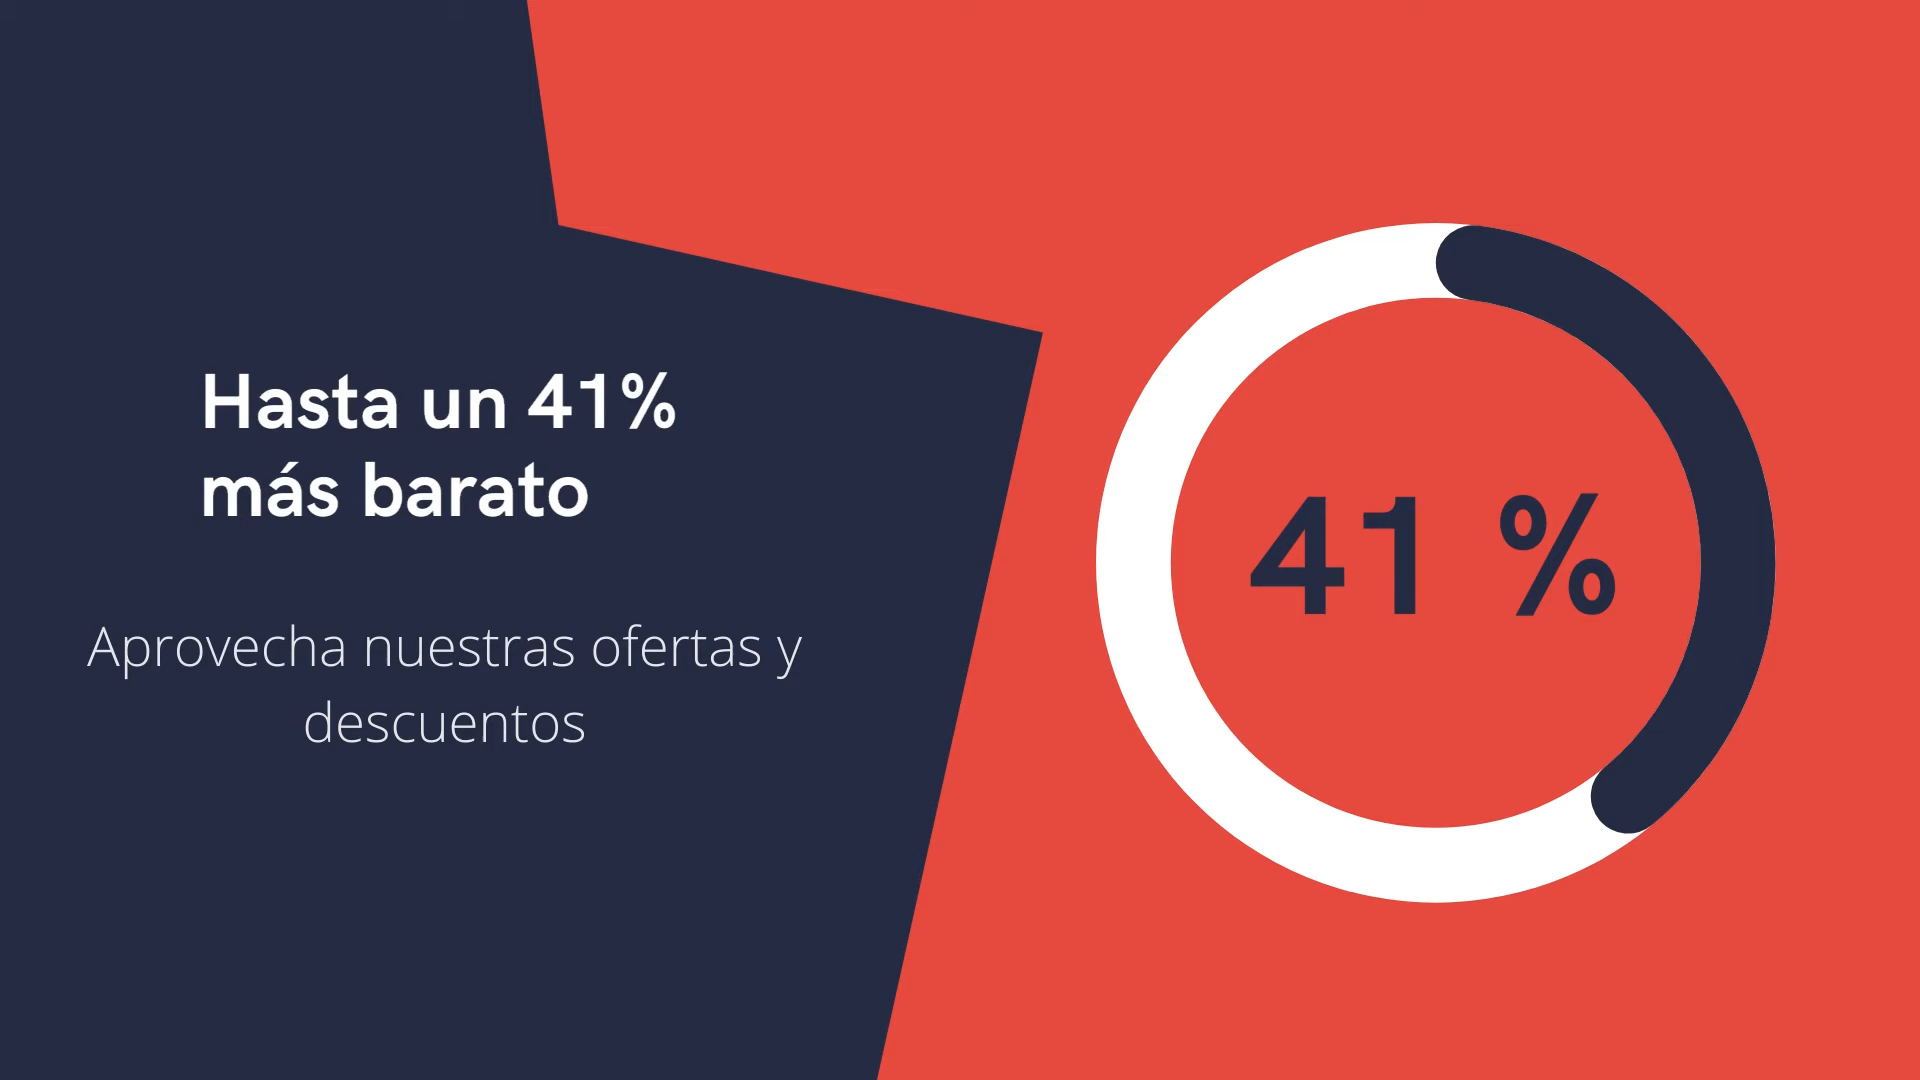 Hasta un 41%
más barato
Aprovecha nuestras ofertas y
descuentos
41 %